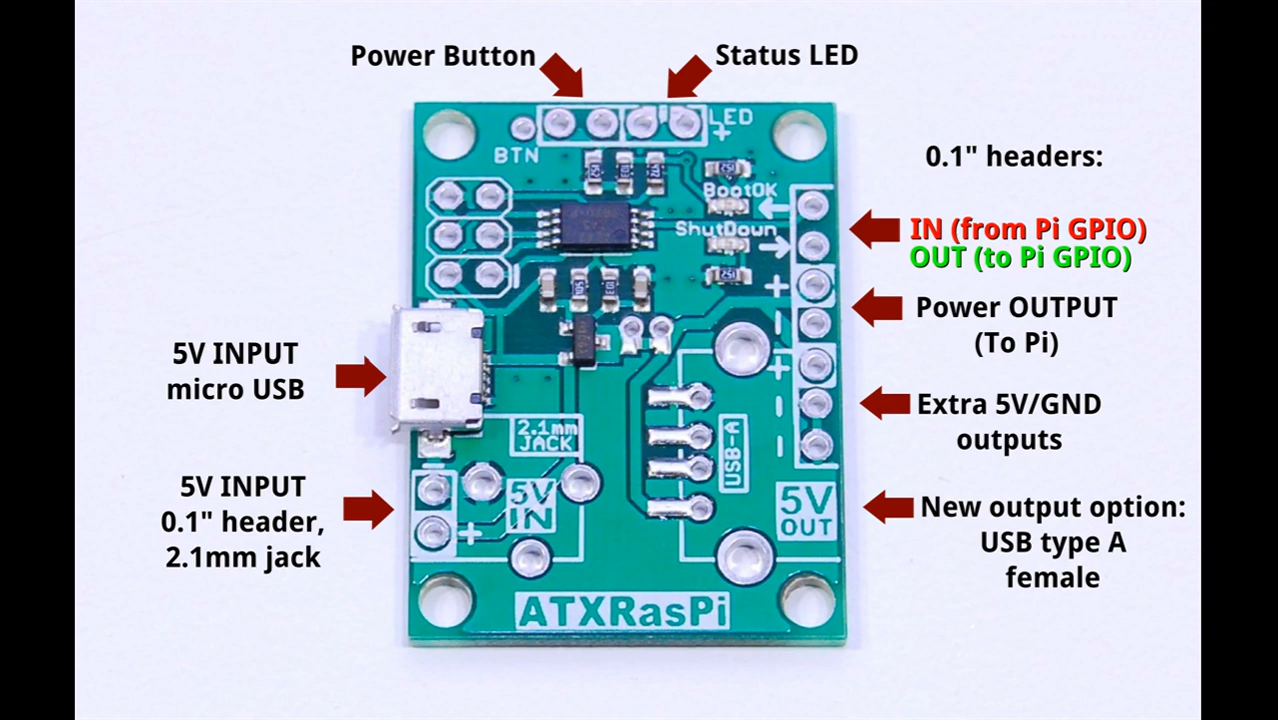 Power Button
Status LED
LED
+
BTN
0.1" headers:
BootOK
ShutDown
IN (from Pi GPIO)
OUT (to Pi GPIO)
+
-
Power OUTPUT
(To Pi)
+
-
-
5V INPUT
micro USB
Extra 5V/GND
outputs
2.1mm
JACK
USB-A
5V INPUT
0.1" header,
2.1mm jack
-
+
5V
IN
5V
OUT
New output option:
USB type A
female
ATXRasPi